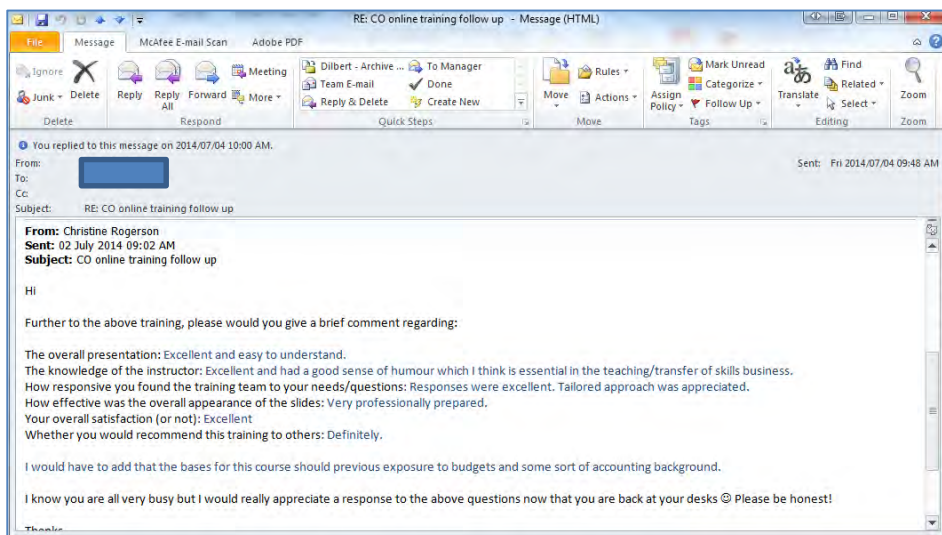 RE: CO online training follow up - Message (HTML)
File Message McAfee E-mail Scan Adobe PDF
Ignore
Junk
Delete
Reply
Reply All
Forward
Meeting
More
Dilbert - Archive ...
To Manager
Team E-mail
Done
Reply & Delete
Create New
Move
Rules
Actions
Assign Policy
Mark Unread
Categorize
Follow Up
Translate
Find
Related
Select
Zoom
Delete Respond Quick Steps Move Tags Editing Zoom
You replied to this message on 2014/07/04 10:00 AM.
From: Sent: Fri 2014/07/04 09:48 AM
To:
Cc:
Subject: RE: CO online training follow up
From: Christine Rogerson
Sent: 02 July 2014 09:02 AM
Subject: CO online training follow up
Hi
Further to the above training, please would you give a brief comment regarding:
The overall presentation: Excellent and easy to understand.
The knowledge of the instructor: Excellent and had a good sense of humour which I think is essential in the teaching/transfer of skills business.
How responsive you found the training team to your needs/questions: Responses were excellent. Tailored approach was appreciated.
How effective was the overall appearance of the slides: Very professionally prepared.
Your overall satisfaction (or not): Excellent
Whether you would recommend this training to others: Definitely.
I would have to add that the bases for this course should previous exposure to budgets and some sort of accounting background.
I know you are all very busy but I would really appreciate a response to the above questions now that you are back at your desks ☺ Please be honest!
Thanks